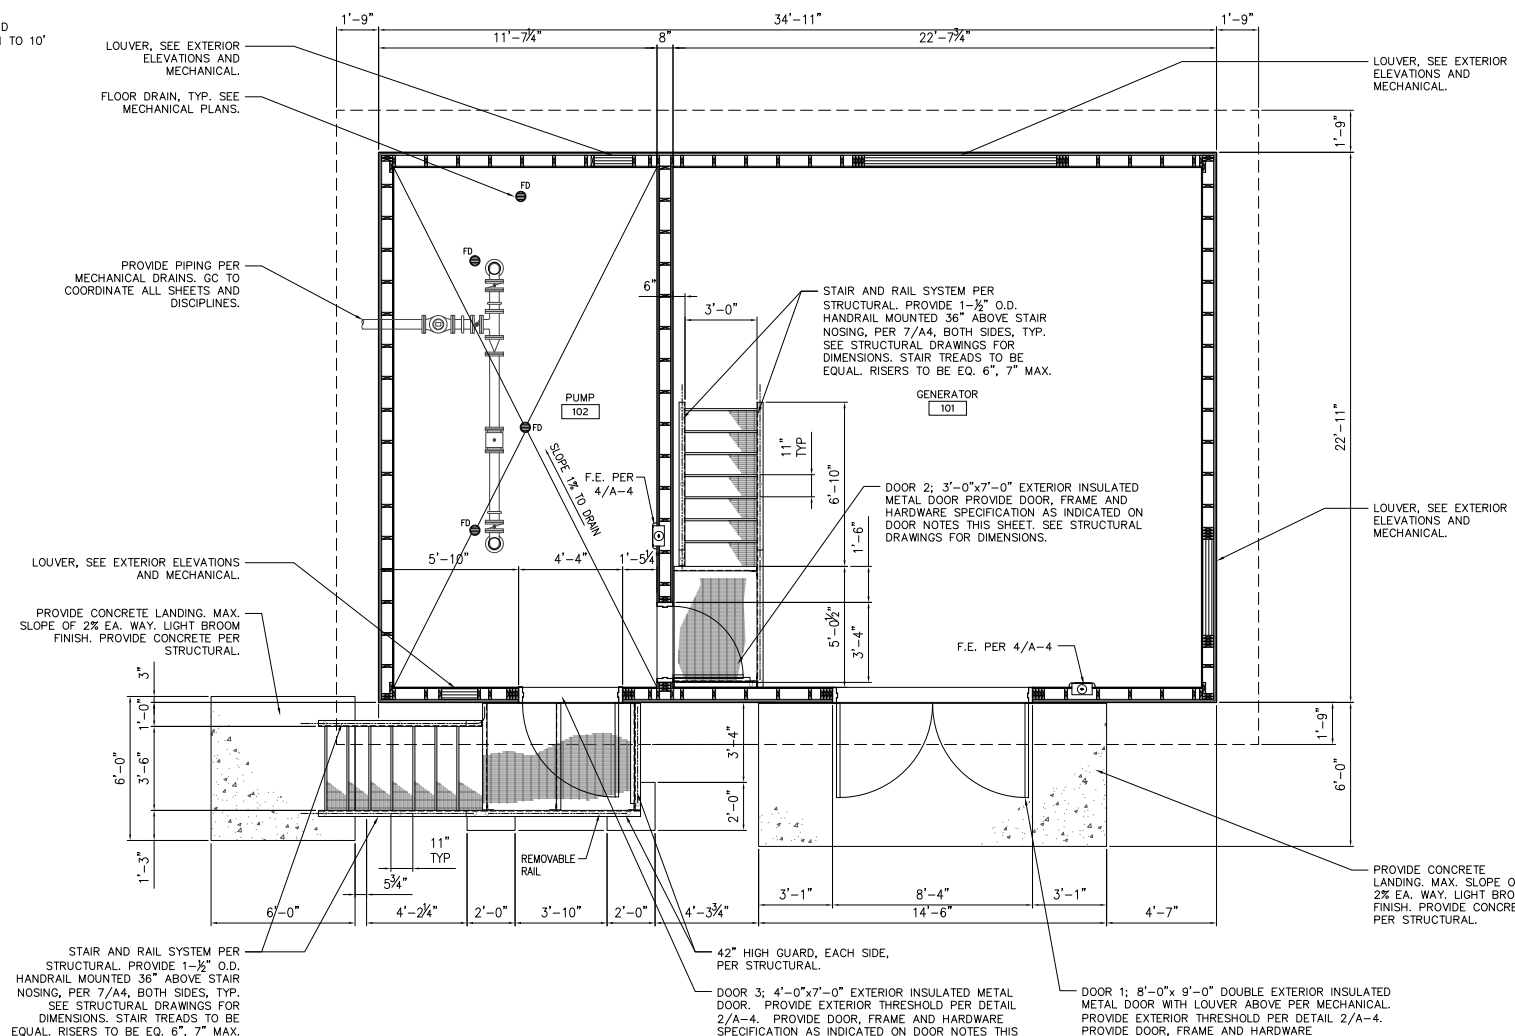 D
TO 10'
1'-9"
34'-11"
1'-9"
11'-7¼"
8"
22'-7¾"
LOUVER, SEE EXTERIOR
ELEVATIONS AND
MECHANICAL.
LOUVER, SEE EXTERIOR
ELEVATIONS AND
MECHANICAL.
FLOOR DRAIN, TYP. SEE
MECHANICAL PLANS.
1'-9"
FD
FD
PROVIDE PIPING PER
MECHANICAL DRAINS. GC TO
COORDINATE ALL SHEETS AND
DISCIPLINES.
6"
3'-0"
STAIR AND RAIL SYSTEM PER
STRUCTURAL. PROVIDE 1-½" O.D.
HANDRAIL MOUNTED 36" ABOVE STAIR
NOSING, PER 7/A4, BOTH SIDES, TYP.
SEE STRUCTURAL DRAWINGS FOR
DIMENSIONS. STAIR TREADS TO BE
EQUAL. RISERS TO BE EQ. 6", 7" MAX.
PUMP
102
GENERATOR
101
22'-11"
FD
SLOPE 1% TO DRAIN
11"
TYP
6'-10"
F.E. PER
4/A-4
DOOR 2; 3'-0"x7'-0" EXTERIOR INSULATED
METAL DOOR PROVIDE DOOR, FRAME AND
HARDWARE SPECIFICATION AS INDICATED ON
DOOR NOTES THIS SHEET. SEE STRUCTURAL
DRAWINGS FOR DIMENSIONS.
LOUVER, SEE EXTERIOR
ELEVATIONS AND
MECHANICAL.
FD
1'-6"
5'-10"
4'-4"
1'-5¼
LOUVER, SEE EXTERIOR ELEVATIONS
AND MECHANICAL.
PROVIDE CONCRETE LANDING. MAX.
SLOPE OF 2% EA. WAY. LIGHT BROOM
FINISH. PROVIDE CONCRETE PER
STRUCTURAL.
5'-0½"
3'-4"
F.E. PER 4/A-4
3"
1'-0"
6'-0"
3'-6"
1'-3"
3'-4"
2'-0"
1'-9"
6'-0"
11"
TYP
REMOVABLE
RAIL
5¾"
PROVIDE CONCRETE
LANDING. MAX. SLOPE O
2% EA. WAY. LIGHT BRO
FINISH. PROVIDE CONCRE
PER STRUCTURAL.
3'-1"
8'-4"
3'-1"
6'-0"
4'-2¼"
2'-0"
3'-10"
2'-0"
4'-3¾"
14'-6"
4'-7"
STAIR AND RAIL SYSTEM PER
STRUCTURAL. PROVIDE 1-½" O.D.
HANDRAIL MOUNTED 36" ABOVE STAIR
NOSING, PER 7/A4, BOTH SIDES, TYP.
SEE STRUCTURAL DRAWINGS FOR
DIMENSIONS. STAIR TREADS TO BE
EQUAL. RISERS TO BE EQ. 6", 7" MAX.
42" HIGH GUARD, EACH SIDE,
PER STRUCTURAL.
DOOR 3; 4'-0"x7'-0" EXTERIOR INSULATED METAL
DOOR. PROVIDE EXTERIOR THRESHOLD PER DETAIL
2/A-4. PROVIDE DOOR, FRAME AND HARDWARE
SPECIFICATION AS INDICATED ON DOOR NOTES THIS
DOOR 1; 8'-0"x 9'-0" DOUBLE EXTERIOR INSULATED
METAL DOOR WITH LOUVER ABOVE PER MECHANICAL.
PROVIDE EXTERIOR THRESHOLD PER DETAIL 2/A-4.
PROVIDE DOOR, FRAME AND HARDWARE